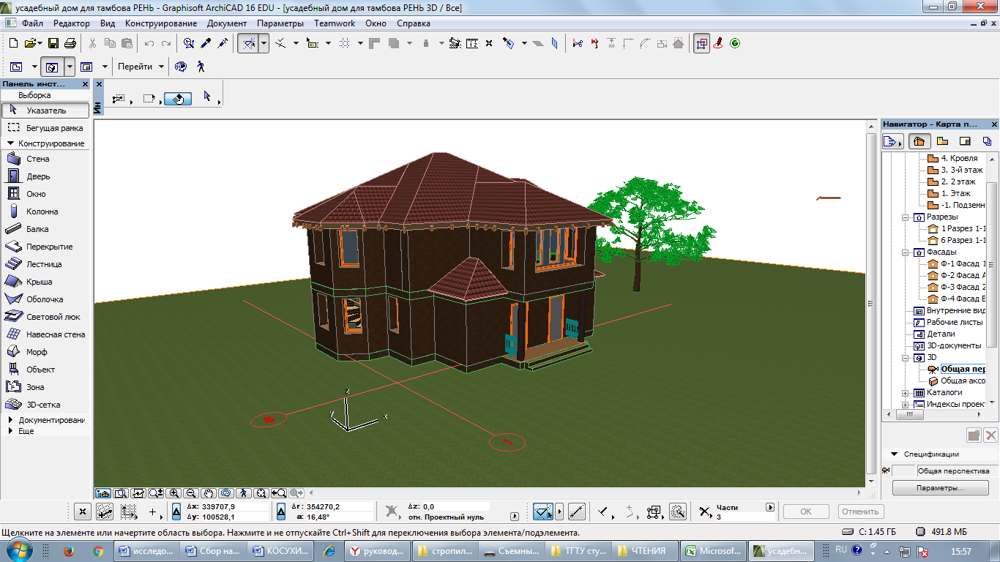 усадебный дом для тамбова РЕНЬ - Graphisoft ArchiCAD 16 EDU - [усадебный дом для тамбова РЕНЬ 3D / Все]
Файл Редактор Вид Конструирование Документ Параметры Teamwork Окно Справка
Перейти
Панель инст...
Выборка
Указатель
Бегущая рамка
Конструирование
Стена
Дверь
Окно
Колонна
Балка
Перекрытие
Лестница
Крыша
Оболочка
Световой люк
Навесная стена
Морф
Объект
Зона
3D-сетка
Документировани
Еще
Ин
z
y
x
Навигатор - Карта п...
4. Кровля
3. 3-й этаж
2. 2 этаж
1. Этаж
-1. Подземн
Разрезы
1 Разрез 1-1
6 Разрез 1-1
Фасады
Ф-1 Фасад 1
Ф-2 Фасад А
Ф-3 Фасад 2
Ф-4 Фасад Б
Внутренние вид
Рабочие листы
Детали
3D-документы
3D
Общая пер
Общая аксо
Каталоги
Индексы проек
Спецификации
Общая перспектива
Параметры...
Δx: 339707,9
Δy: 100528,1
Δr: 354270,2
a: 16,48°
Δz: 0,0
отн. Проектный нуль
Части
3
OK
Отменить
Щелкните на элементе или начертите область выбора. Нажмите и не отпускайте Ctrl+Shift для переключения выбора элемента/подэлемента.
C: 1.45 ГБ
491.8 МБ
исследо...
Сбор на...
КОСУХИ...
руковод...
стропил...
Съемны...
ТГТУ сту...
ЧТЕНИЯ
Microsof...
усадебн...
RU
15:57